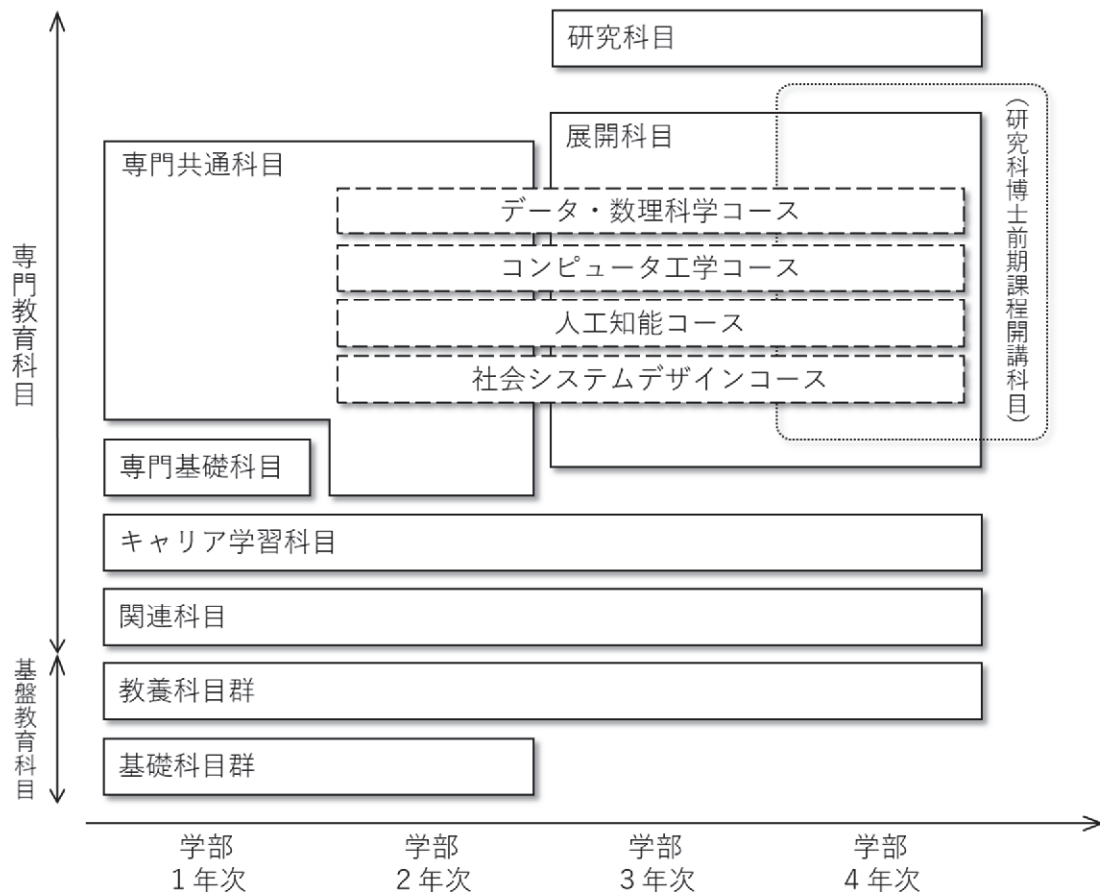 研究科目
展開科目
(研究科博士前期課程開講科目)
専門共通科目
データ・数理科学コース
コンピュータ工学コース
人工知能コース
社会システムデザインコース
専門教育科目
専門基礎科目
キャリア学習科目
関連科目
基盤教育科目
教養科目群
基礎科目群
学部
1年次
学部
2年次
学部
3年次
学部
4年次